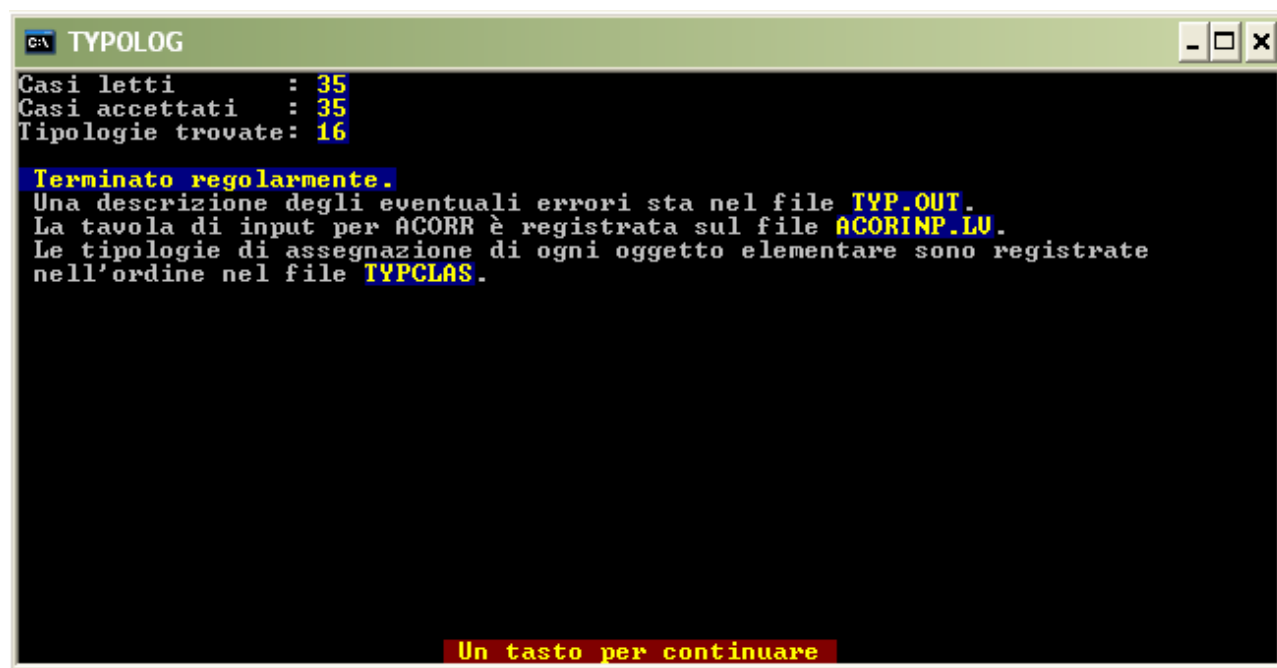 TYPOLOG
Casi letti : 35
Casi accettati : 35
Tipologie trovate: 16
Terminato regolarmente.
Una descrizione degli eventuali errori sta nel file TYP.OUT.
La tavola di input per ACORR è registrata sul file ACORINP.LV.
Le tipologie di assegnazione di ogni oggetto elementare sono registrate
nell'ordine nel file TYPCLAS.
Un tasto per continuare